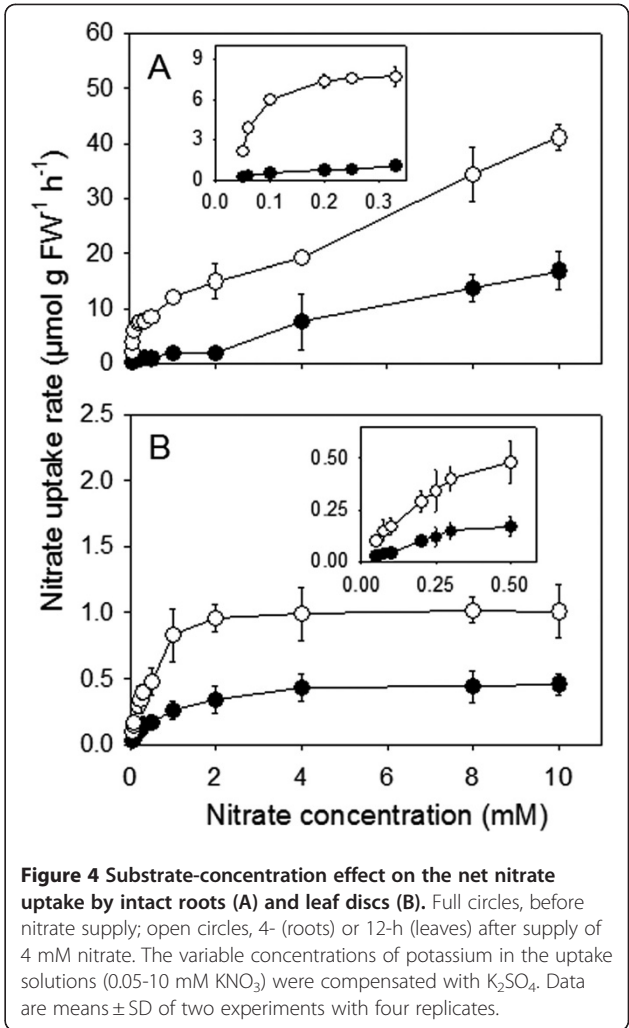 A
60
50
40
30
20
10
0
9
6
3
0
0.0 0.1 0.2 0.3
B
2.5
2.0
1.5
1.0
0.5
0.0
0.50
0.25
0.00
0.00 0.25 0.50
0 2 4 6 8 10
Nitrate uptake rate (µmol g FW⁻¹ h⁻¹)
Nitrate concentration (mM)
Figure 4 Substrate-concentration effect on the net nitrate
uptake by intact roots (A) and leaf discs (B). Full circles, before
nitrate supply; open circles, 4- (roots) or 12-h (leaves) after supply of
4 mM nitrate. The variable concentrations of potassium in the uptake
solutions (0.05-10 mM KNO₃) were compensated with K₂SO₄. Data
are means ± SD of two experiments with four replicates.